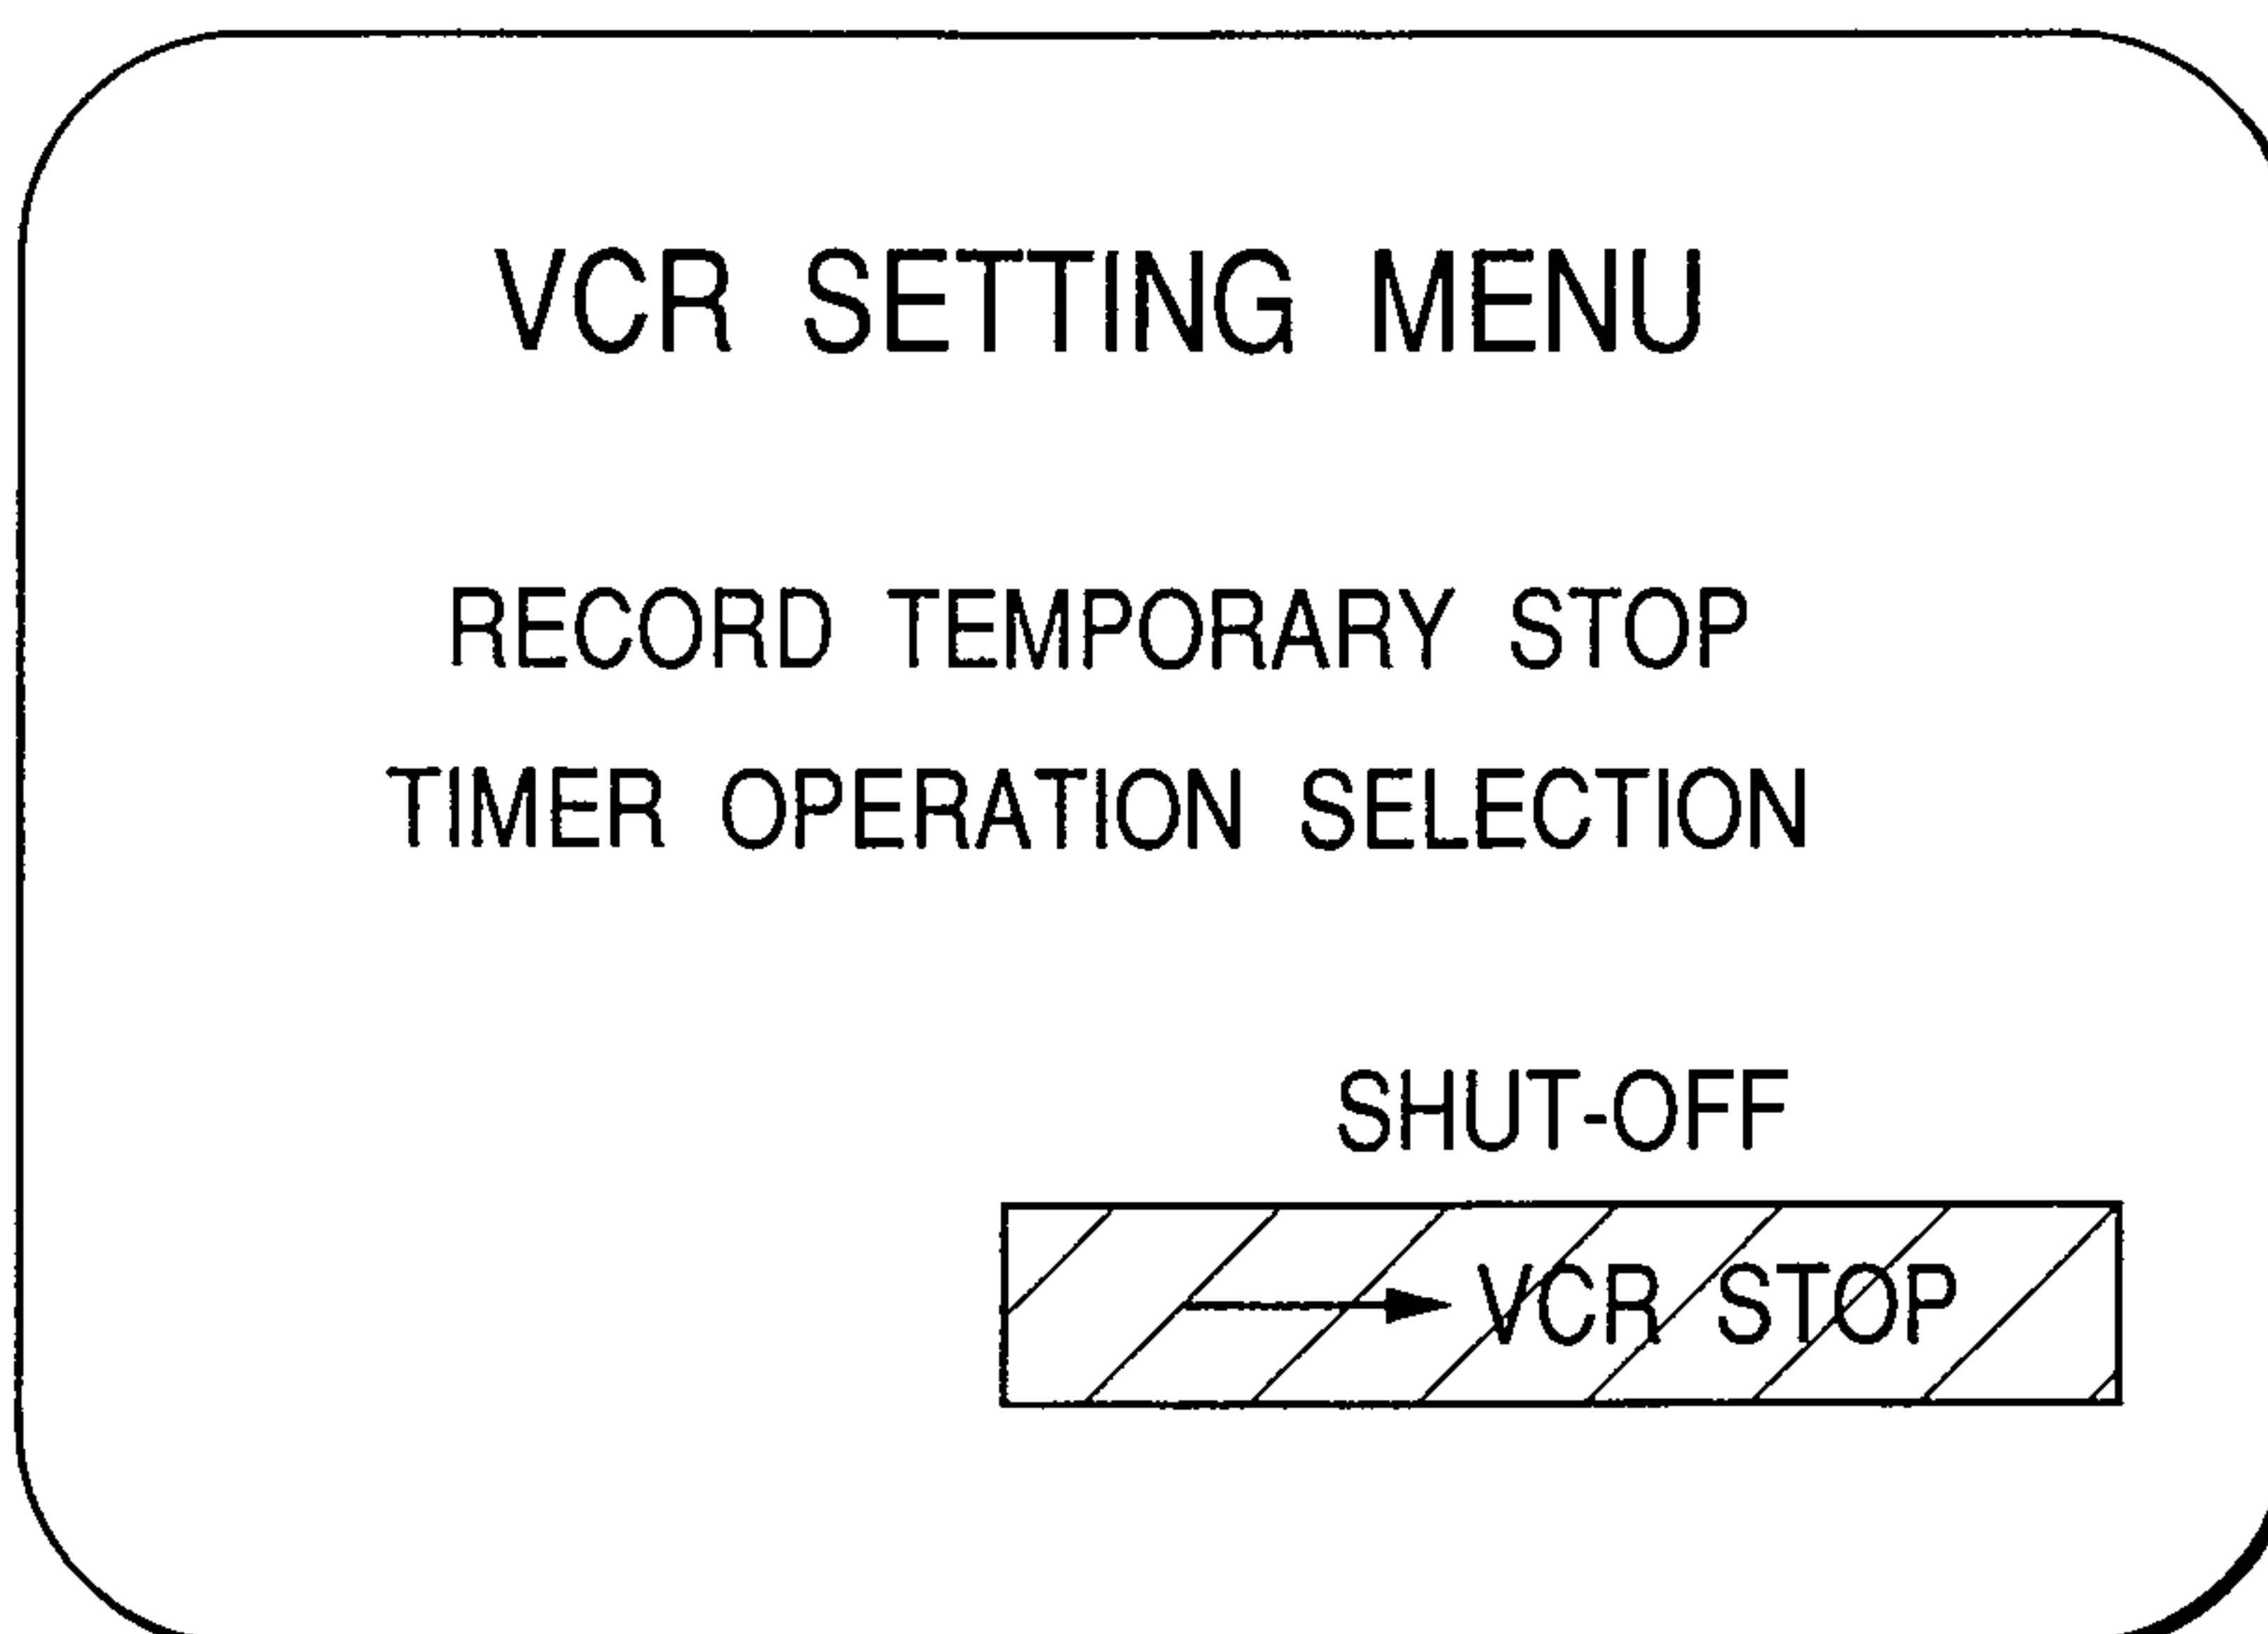 VCR SETTING MENU
RECORD TEMPORARY STOP
TIMER OPERATION SELECTION
SHUT-OFF
VCR STOP